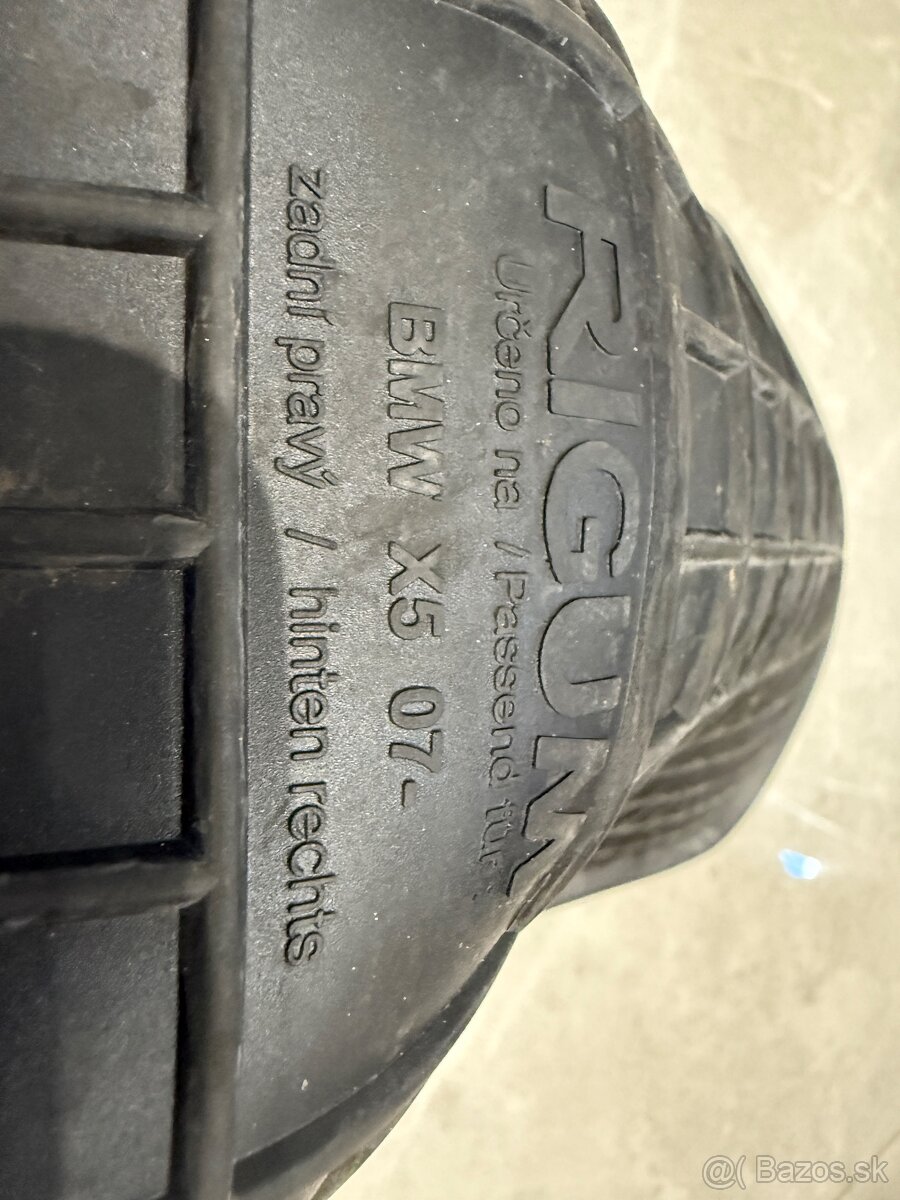 RIGUM
Určeno na / Passend für
BMW X5 07-
zadní pravý / hinten rechts
@( Bazos.sk